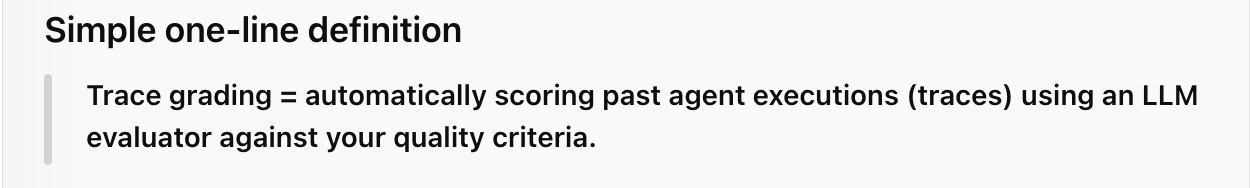 Simple one-line definition
Trace grading = automatically scoring past agent executions (traces) using an LLM
evaluator against your quality criteria.